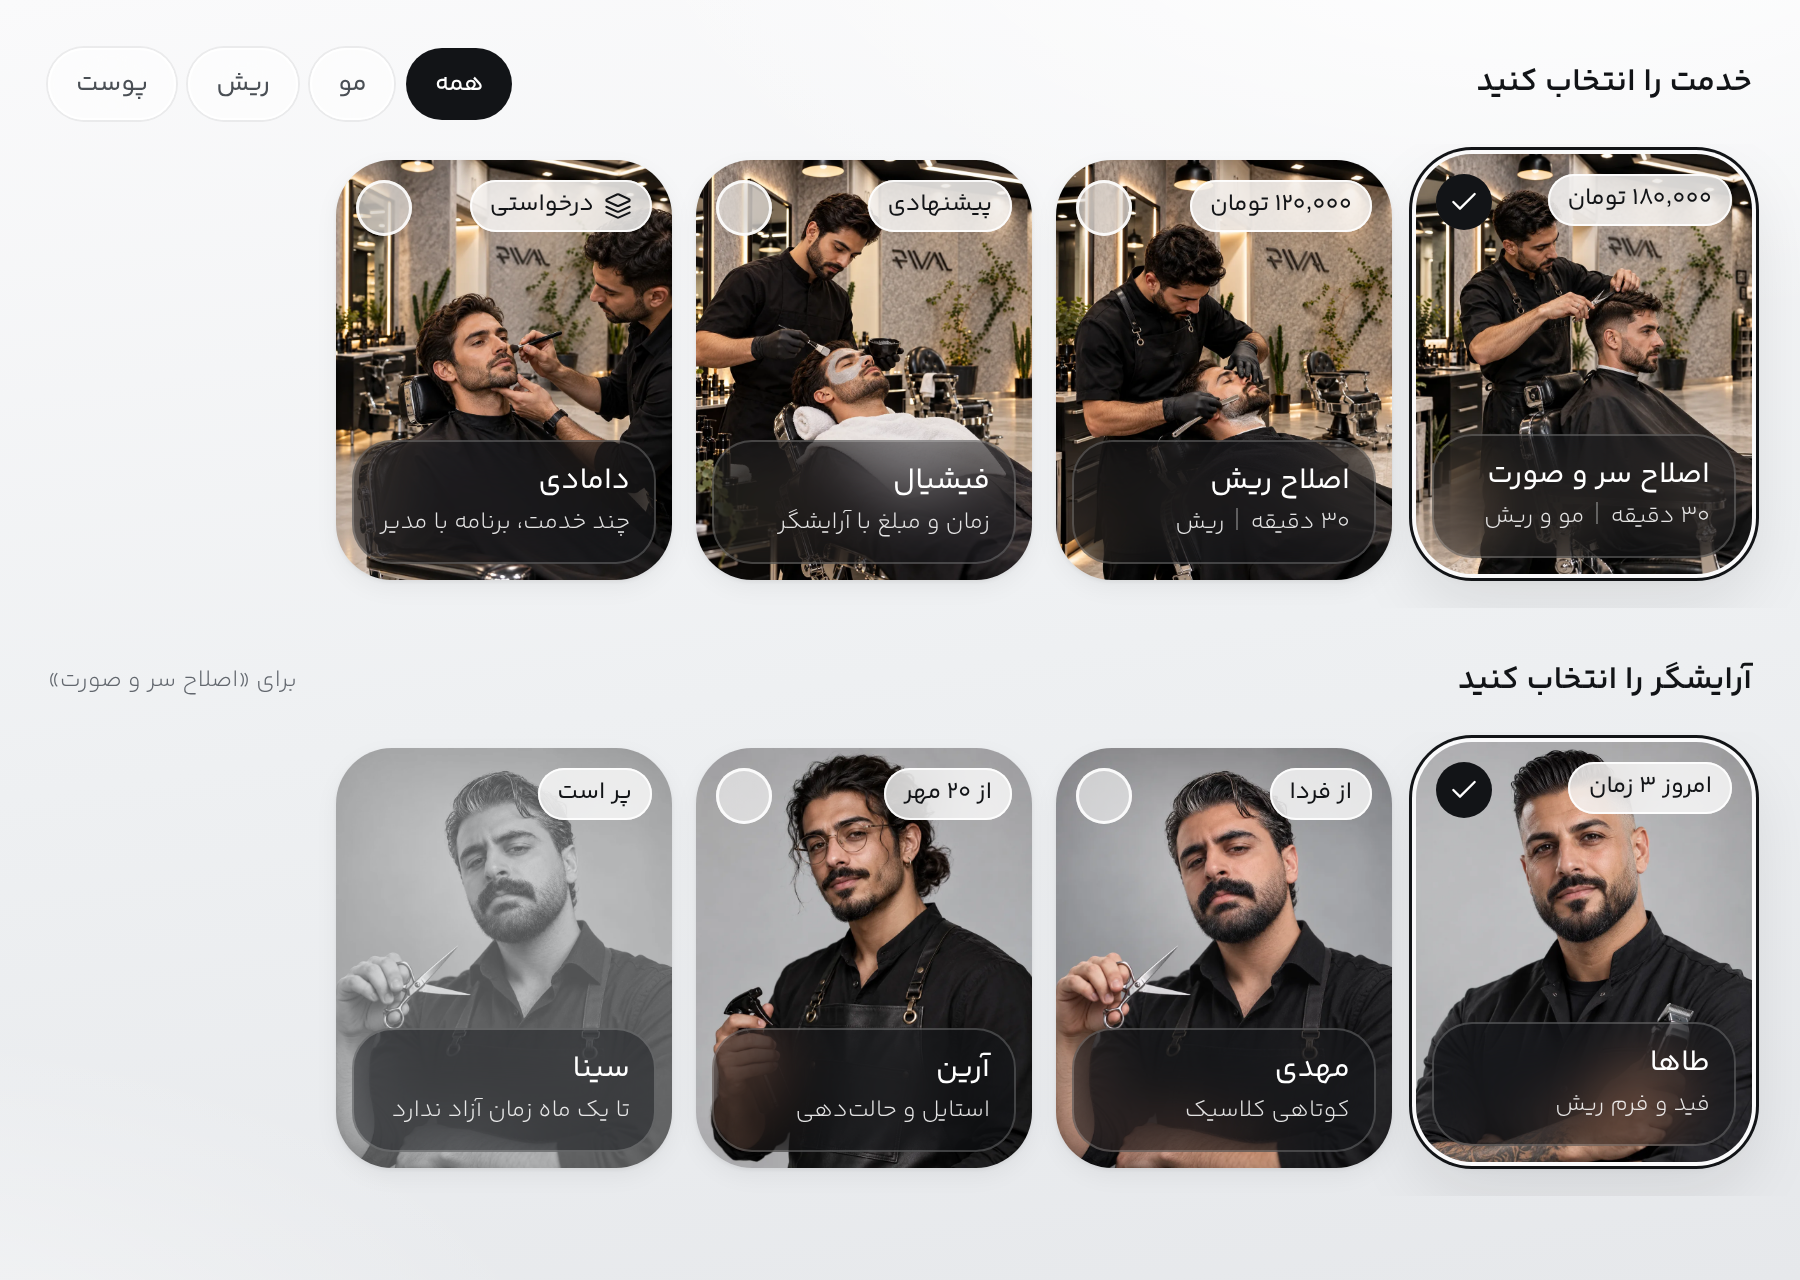 خدمت را انتخاب کنید
همه
مو
ریش
پوست
۱۸۰,۰۰۰ تومان
اصلاح سر و صورت
۳۰ دقیقه | مو و ریش
۱۲۰,۰۰۰ تومان
اصلاح ریش
۳۰ دقیقه | ریش
پیشنهادی
فیشیال
زمان و مبلغ با آرایشگر
درخواستی
دامادی
چند خدمت، برنامه با مدیر
آرایشگر را انتخاب کنید
برای «اصلاح سر و صورت»
امروز ۳ زمان
طاها
فید و فرم ریش
از فردا
مهدی
کوتاهی کلاسیک
از ۲۰ مهر
آرین
استایل و حالت‌دهی
پر است
سینا
تا یک ماه زمان آزاد ندارد